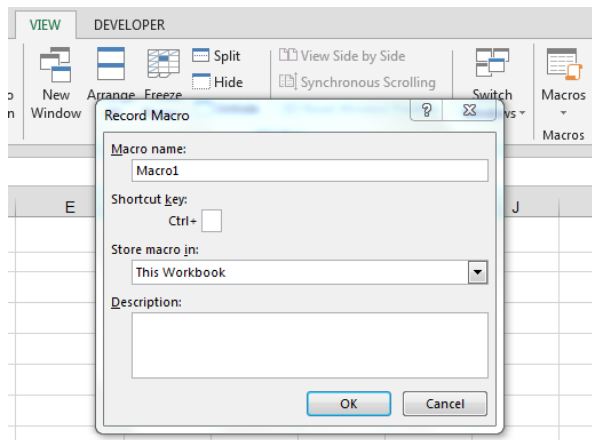 VIEW DEVELOPER
Split View Side by Side
Hide Synchronous Scrolling
New Arrange Freeze Switch Macros
Window
Macros
Record Macro
E J
Macro name:
Macro1
Shortcut key:
Ctrl+
Store macro in:
This Workbook
Description:
OK Cancel